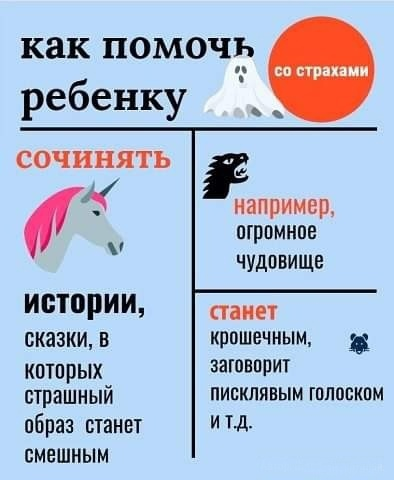 как помочь
ребенку
со страхами
сочинять
истории,
сказки, в
которых
страшный
образ станет
смешным
например,
огромное
чудовище
станет
крошечным,
заговорит
писклявым голоском
и т.д.